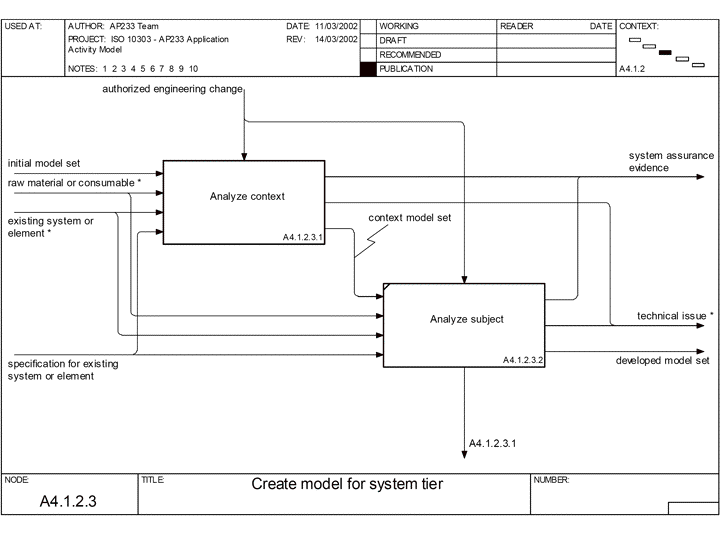 USED AT:
AUTHOR: AP233 Team
DATE: 11/03/2002
WORKING
READER
DATE
CONTEXT:
PROJECT: ISO 10303 - AP233 Application
Activity Model
REV: 14/03/2002
DRAFT
RECOMMENDED
NOTES: 1 2 3 4 5 6 7 8 9 10
PUBLICATION
A4.1.2
authorized engineering change
initial model set
raw material or consumable *
existing system or
element *
Analyze context
A4.1.2.3.1
system assurance
evidence
context model set
Analyze subject
A4.1.2.3.2
technical issue *
developed model set
specification for existing
system or element
A4.1.2.3.1
NODE:
A4.1.2.3
TITLE:
Create model for system tier
NUMBER: